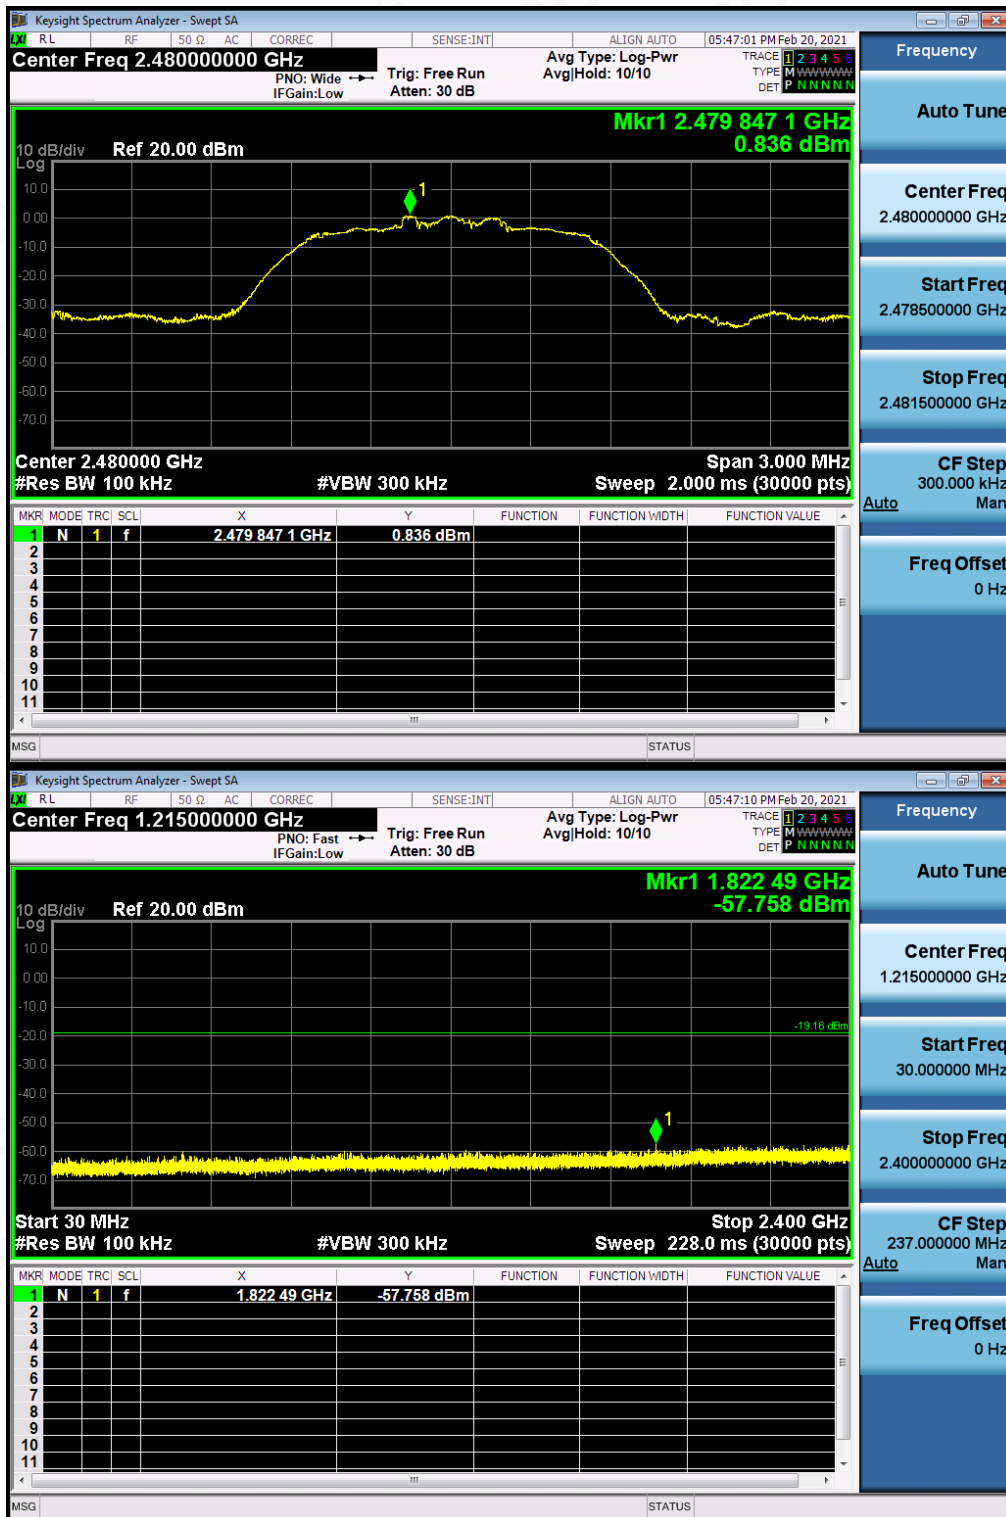 Keysight Spectrum Analyzer - Swept SA
LXI RL RF 50 Ω AC CORREC SENSE:INT ALIGN AUTO 05:47:01 PM Feb 20, 2021
Center Freq 2.480000000 GHz
PNO: Wide
IFGain:Low
Trig: Free Run
Atten: 30 dB
Avg Type: Log-Pwr
Avg|Hold: 10/10
TRACE 1 2 3 4 5 6
TYPE M WWWWW
DET P N N N N N
Mkr1 2.479 847 1 GHz
0.836 dBm
10 dB/div Ref 20.00 dBm
Log
10.0
0.00
-10.0
-20.0
-30.0
-40.0
-50.0
-60.0
-70.0
1
Center 2.480000 GHz Span 3.000 MHz
#Res BW 100 kHz #VBW 300 kHz Sweep 2.000 ms (30000 pts)
MKR MODE TRC SCL X Y FUNCTION FUNCTION WIDTH FUNCTION VALUE
1 N 1 f 2.479 847 1 GHz 0.836 dBm
2
3
4
5
6
7
8
9
10
11
MSG STATUS
Frequency
Auto Tune
Center Freq
2.480000000 GHz
Start Freq
2.478500000 GHz
Stop Freq
2.481500000 GHz
CF Step
300.000 kHz
Auto Man
Freq Offset
0 Hz
Keysight Spectrum Analyzer - Swept SA
LXI RL RF 50 Ω AC CORREC SENSE:INT ALIGN AUTO 05:47:10 PM Feb 20, 2021
Center Freq 1.215000000 GHz
PNO: Fast
IFGain:Low
Trig: Free Run
Atten: 30 dB
Avg Type: Log-Pwr
Avg|Hold: 10/10
TRACE 1 2 3 4 5 6
TYPE M WWWWW
DET P N N N N N
Mkr1 1.822 49 GHz
-57.758 dBm
10 dB/div Ref 20.00 dBm
Log
10.0
0.00
-10.0
-20.0
-30.0
-40.0
-50.0
-60.0
-70.0
-19.16 dBm
1
Start 30 MHz Stop 2.400 GHz
#Res BW 100 kHz #VBW 300 kHz Sweep 228.0 ms (30000 pts)
MKR MODE TRC SCL X Y FUNCTION FUNCTION WIDTH FUNCTION VALUE
1 N 1 f 1.822 49 GHz -57.758 dBm
2
3
4
5
6
7
8
9
10
11
MSG STATUS
Frequency
Auto Tune
Center Freq
1.215000000 GHz
Start Freq
30.000000 MHz
Stop Freq
2.400000000 GHz
CF Step
237.000000 MHz
Auto Man
Freq Offset
0 Hz